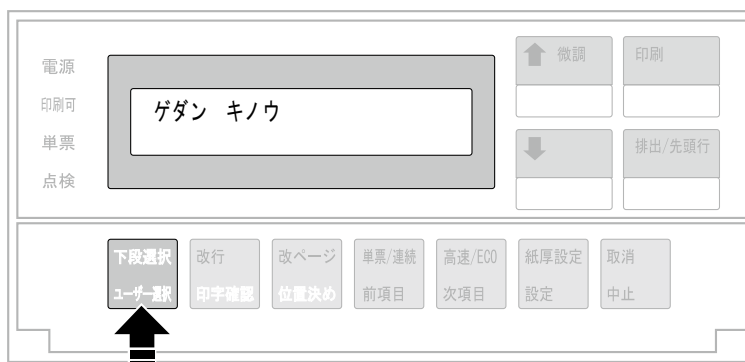 電源
印刷可
単票
点検
ゲダン キノウ
微調
印刷
排出/先頭行
下段選択
ユーザー選択
改行
印字確認
改ページ
位置決め
単票/連続
前項目
高速/ECO
次項目
紙厚設定
設定
取消
中止